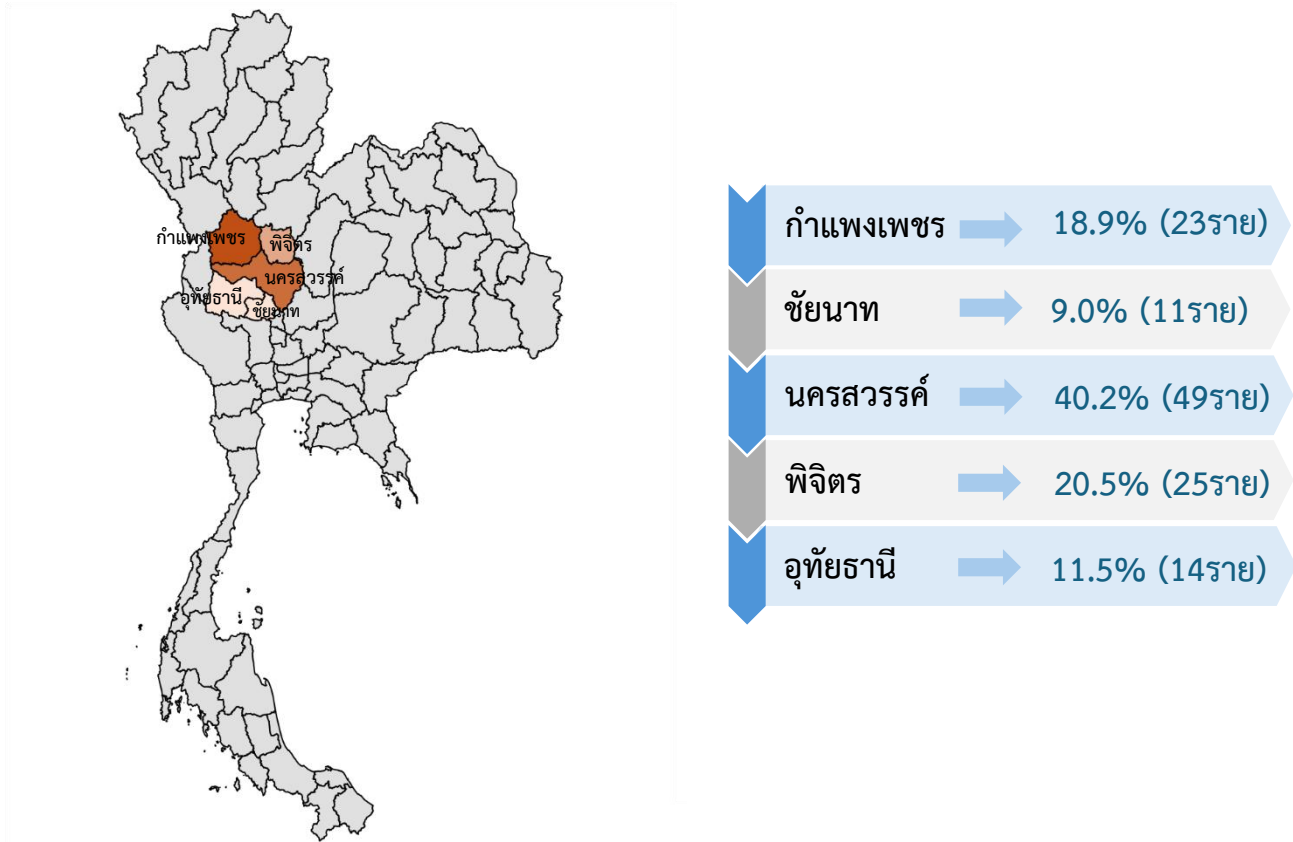 กำแพงเพชร
พิจิตร
นครสวรรค์
อุทัยธานี
ชัยนาท
กำแพงเพชร 18.9% (23ราย)
ชัยนาท 9.0% (11ราย)
นครสวรรค์ 40.2% (49ราย)
พิจิตร 20.5% (25ราย)
อุทัยธานี 11.5% (14ราย)